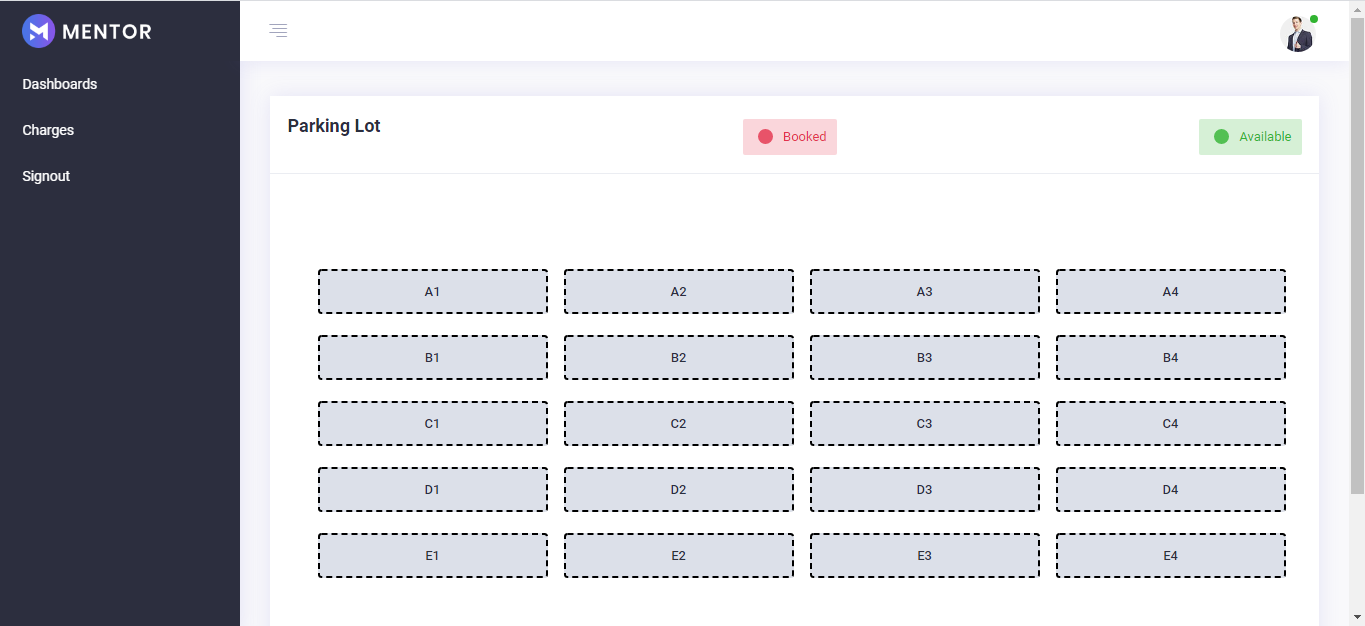 MENTOR
Dashboards
Charges
Signout
Parking Lot
Booked
Available
A1 A2 A3 A4
B1 B2 B3 B4
C1 C2 C3 C4
D1 D2 D3 D4
E1 E2 E3 E4